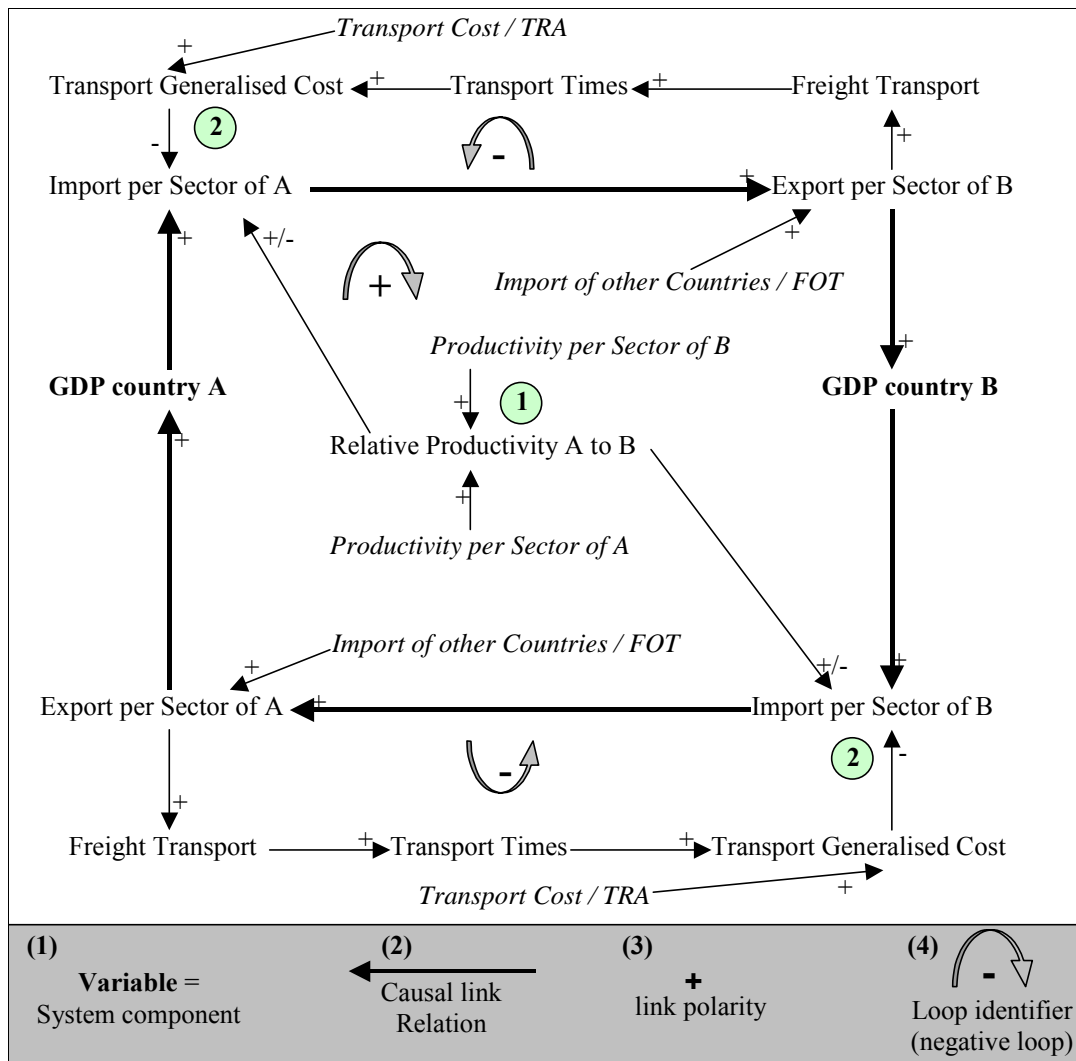 Transport Cost / TRA
+
Transport Generalised Cost
+
Transport Times
+
Freight Transport
2
-
-
+
Import per Sector of A
+
Export per Sector of B
+
+/-
+
+
Import of other Countries / FOT
Productivity per Sector of B
+
GDP country A
+
1
GDP country B
+
Relative Productivity A to B
+
Productivity per Sector of A
Import of other Countries / FOT
+
+/-
+
Export per Sector of A
+
Import per Sector of B
-
2
-
+
Freight Transport
+
Transport Times
+
Transport Generalised Cost
Transport Cost / TRA
+
(1)
(2)
(3)
(4)
Variable =
System component
Causal link
Relation
+
link polarity
-
Loop identifier
(negative loop)